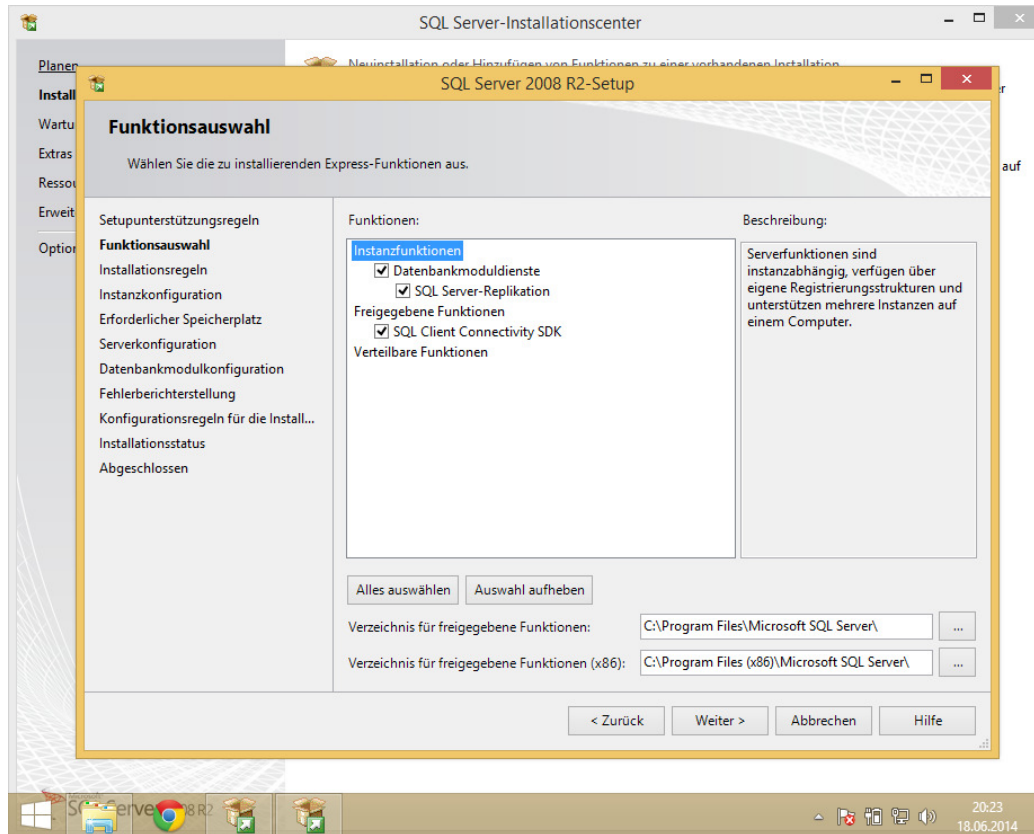 SQL Server-Installationscenter
Planen
Neuinstallation oder Hinzufügen von Funktionen zu einer vorhandenen Installation
SQL Server 2008 R2-Setup
Install
Wartu
Extras
Ressou
Erweit
Option
auf
Funktionsauswahl
Wählen Sie die zu installierenden Express-Funktionen aus.
Setupunterstützungsregeln
Funktionsauswahl
Installationsregeln
Instanzkonfiguration
Erforderlicher Speicherplatz
Serverkonfiguration
Datenbankmodulkonfiguration
Fehlerberichterstellung
Konfigurationsregeln für die Install...
Installationsstatus
Abgeschlossen
Funktionen:
Instanzfunktionen
Datenbankmoduldienste
SQL Server-Replikation
Freigegebene Funktionen
SQL Client Connectivity SDK
Verteilbare Funktionen
Beschreibung:
Serverfunktionen sind
instanzabhängig, verfügen über
eigene Registrierungsstrukturen und
unterstützen mehrere Instanzen auf
einem Computer.
Alles auswählen Auswahl aufheben
Verzeichnis für freigegebene Funktionen: C:\Program Files\Microsoft SQL Server\ ...
Verzeichnis für freigegebene Funktionen (x86): C:\Program Files (x86)\Microsoft SQL Server\ ...
< Zurück Weiter > Abbrechen Hilfe
20:23
18.06.2014